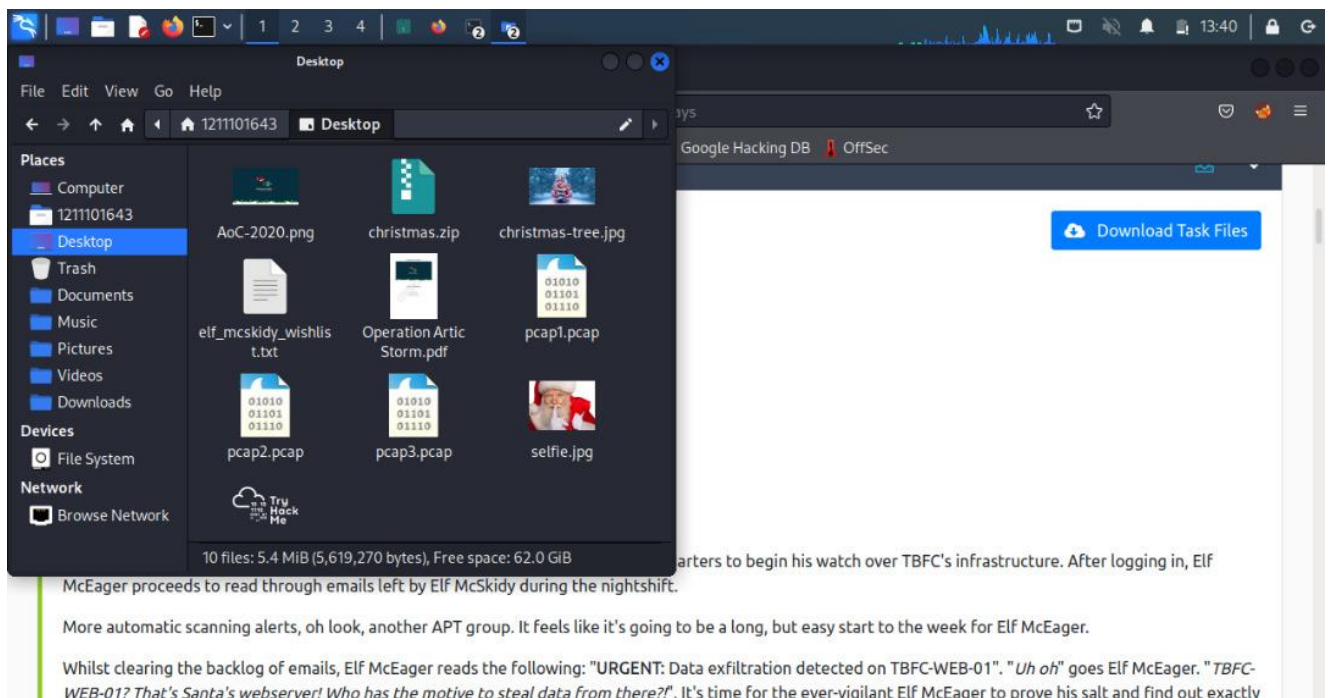 1 2 3 4
2 2
13:40
Desktop
File Edit View Go Help
1211101643 Desktop
Places
Computer
1211101643
Desktop
Trash
Documents
Music
Pictures
Videos
Downloads
Devices
File System
Network
Browse Network
AoC-2020.png
christmas.zip
christmas-tree.jpg
elf_mcskidy_wishlis
t.txt
Operation Artic
Storm.pdf
01010
01101
01110
pcap1.pcap
01010
01101
01110
pcap2.pcap
01010
01101
01110
pcap3.pcap
selfie.jpg
Try
Hack
Me
10 files: 5.4 MiB (5,619,270 bytes), Free space: 62.0 GiB
ays
Google Hacking DB OffSec
Download Task Files
arters to begin his watch over TBFC's infrastructure. After logging in, Elf
McEager proceeds to read through emails left by Elf McSkidy during the nightshift.
More automatic scanning alerts, oh look, another APT group. It feels like it's going to be a long, but easy start to the week for Elf McEager.
Whilst clearing the backlog of emails, Elf McEager reads the following: "URGENT: Data exfiltration detected on TBFC-WEB-01". "Uh oh" goes Elf McEager. "TBFC-
WEB-01? That's Santa's webserver! Who has the motive to steal data from there?!". It's time for the ever-vigilant Elf McEager to prove his salt and find out exactly